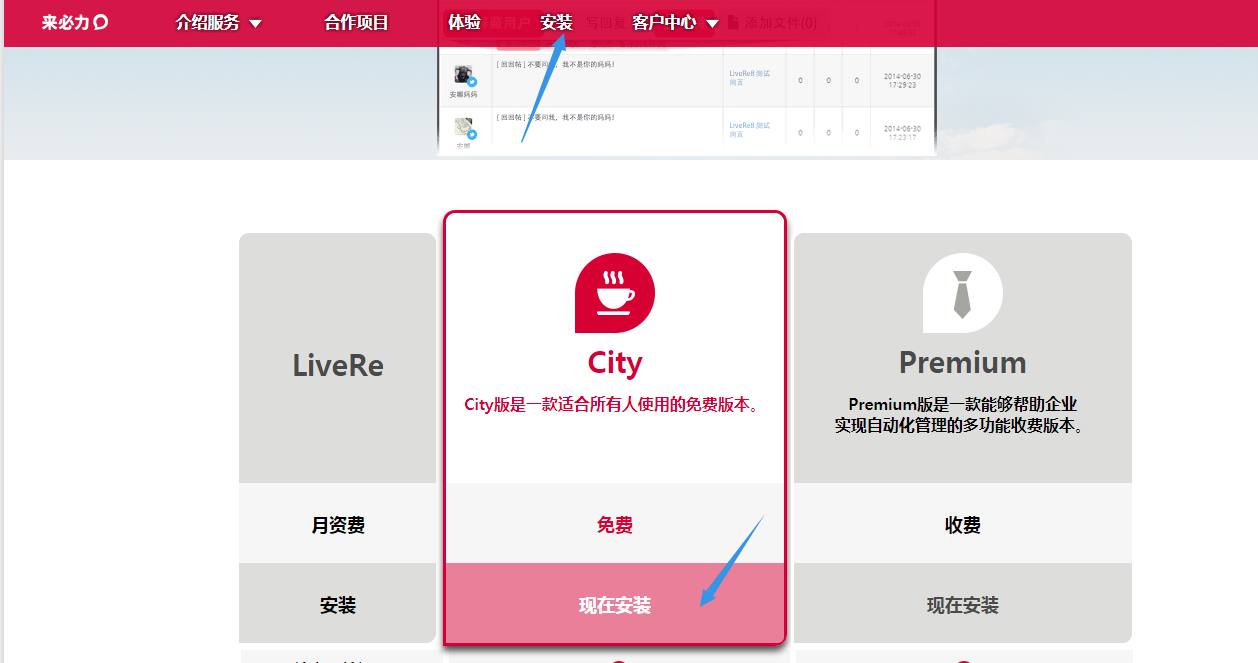 来必力
介绍服务
合作项目
体验
安装
客户中心
屏蔽用户
写回复
添加文件(0)
[ 回回帖 ] 不要问我，我不是你的妈妈!
LiveRe8 测试
网页
0 0 0
2014-06-30
17:29:23
安娜妈妈
[ 回回帖 ] 不要问我，我不是你的妈妈!
LiveRe8 测试
网页
0 0 0
2014-06-30
17:23:17
安娜
LiveRe
City
City版是一款适合所有人使用的免费版本。
Premium
Premium版是一款能够帮助企业
实现自动化管理的多功能收费版本。
月资费
免费
收费
安装
现在安装
现在安装